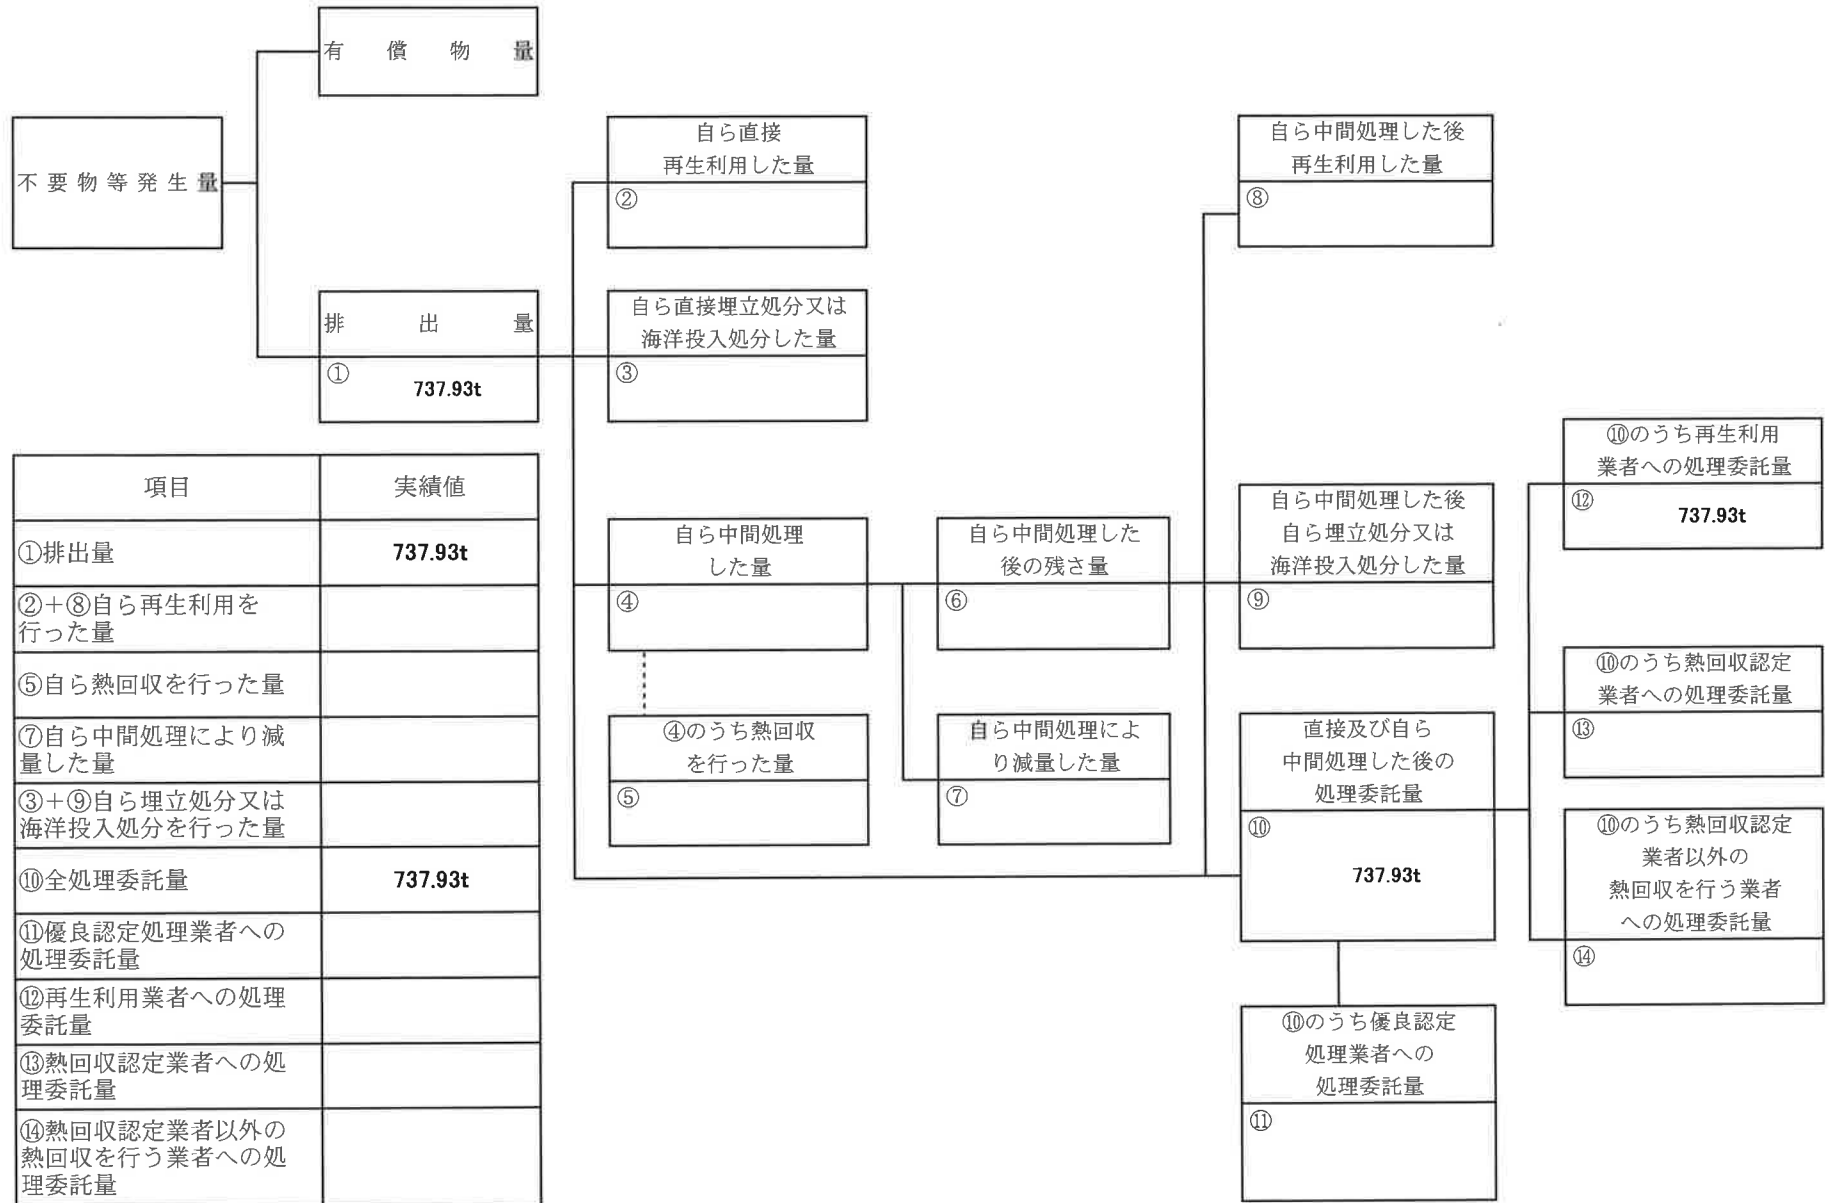 有償物量
不要物等発生量
排出量
①
737.93t
自ら直接
再生利用した量
②
自ら直接埋立処分又は
海洋投入処分した量
③
自ら中間処理
した量
④
④のうち熱回収
を行った量
⑤
自ら中間処理した
後の残さ量
⑥
自ら中間処理によ
り減量した量
⑦
自ら中間処理した後
再生利用した量
⑧
自ら中間処理した後
自ら埋立処分又は
海洋投入処分した量
⑨
直接及び自ら
中間処理した後の
処理委託量
⑩
737.93t
⑩のうち優良認定
処理業者への
処理委託量
⑪
⑩のうち再生利用
業者への処理委託量
⑫
737.93t
⑩のうち熱回収認定
業者への処理委託量
⑬
⑩のうち熱回収認定
業者以外の
熱回収を行う業者
への処理委託量
⑭
項目 実績値
①排出量 737.93t
②＋⑧自ら再生利用を
行った量
⑤自ら熱回収を行った量
⑦自ら中間処理により減
量した量
③＋⑨自ら埋立処分又は
海洋投入処分を行った量
⑩全処理委託量 737.93t
⑪優良認定処理業者への
処理委託量
⑫再生利用業者への処理
委託量
⑬熱回収認定業者への処
理委託量
⑭熱回収認定業者以外の
熱回収を行う業者への処
理委託量